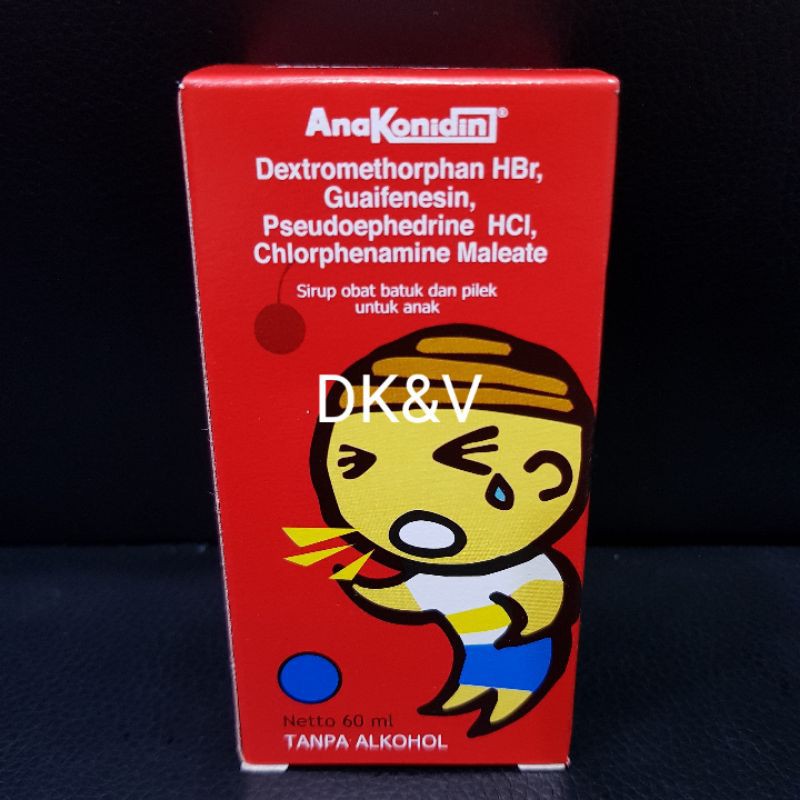 AnaKonidin®
Dextromethorphan HBr,
Guaifenesin,
Pseudoephedrine HCl,
Chlorphenamine Maleate
Sirup obat batuk dan pilek
untuk anak
DK&V
Netto 60 ml
TANPA ALKOHOL